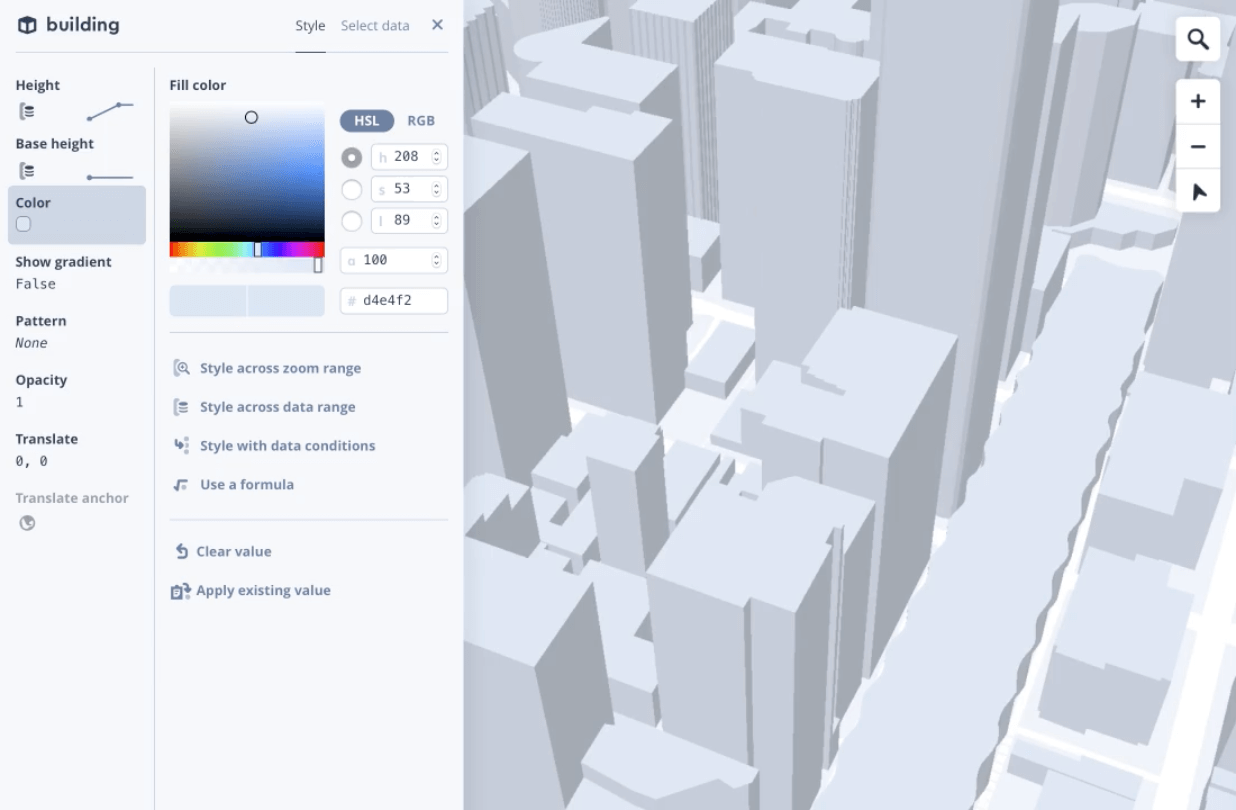 building
Style
Select data
Height
Base height
Color
Show gradient
False
Pattern
None
Opacity
1
Translate
0, 0
Translate anchor
Fill color
HSL
RGB
h 208
s 53
l 89
α 100
# d4e4f2
Style across zoom range
Style across data range
Style with data conditions
Use a formula
Clear value
Apply existing value